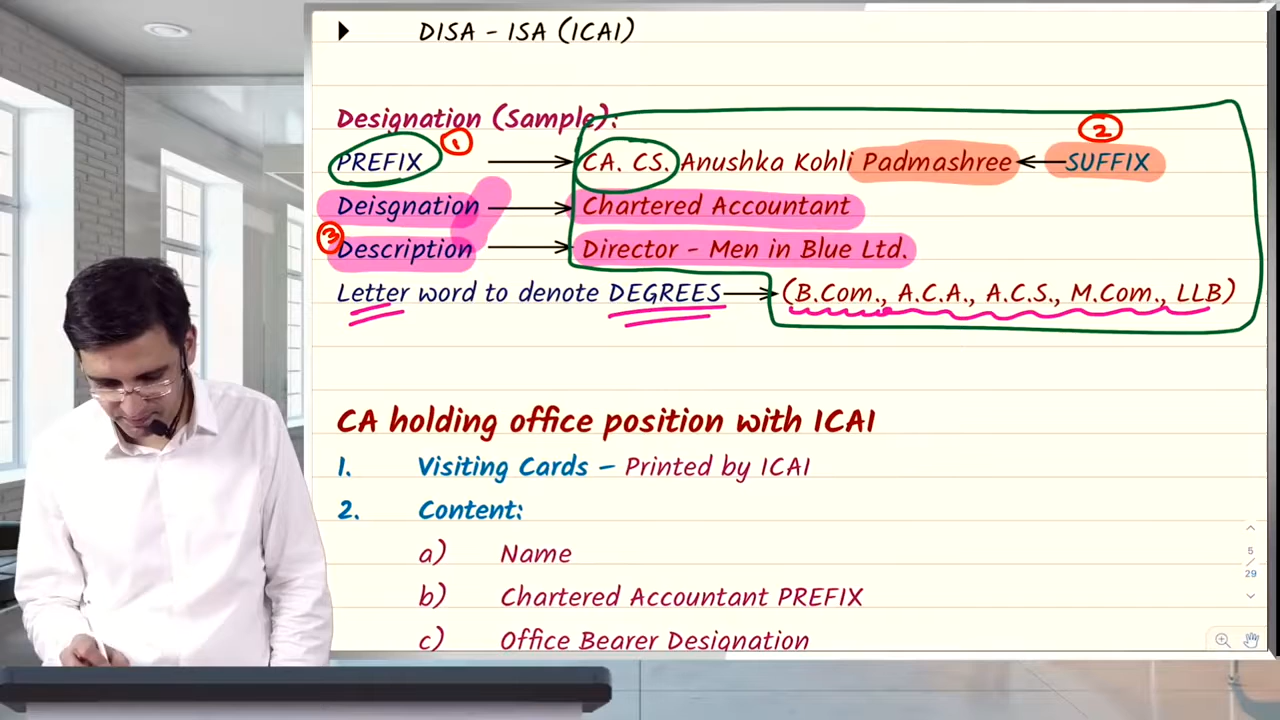 DISA - ISA (ICAI)
Designation (Sample):
PREFIX 1 CA. CS. Anushka Kohli Padmashree SUFFIX 2
Deisgnation Chartered Accountant
3 Description Director - Men in Blue Ltd.
Letter word to denote DEGREES (B.Com., A.C.A., A.C.S., M.Com., LLB)
CA holding office position with ICAI
1. Visiting Cards – Printed by ICAI
2. Content:
a) Name
b) Chartered Accountant PREFIX
c) Office Bearer Designation
5
/
29